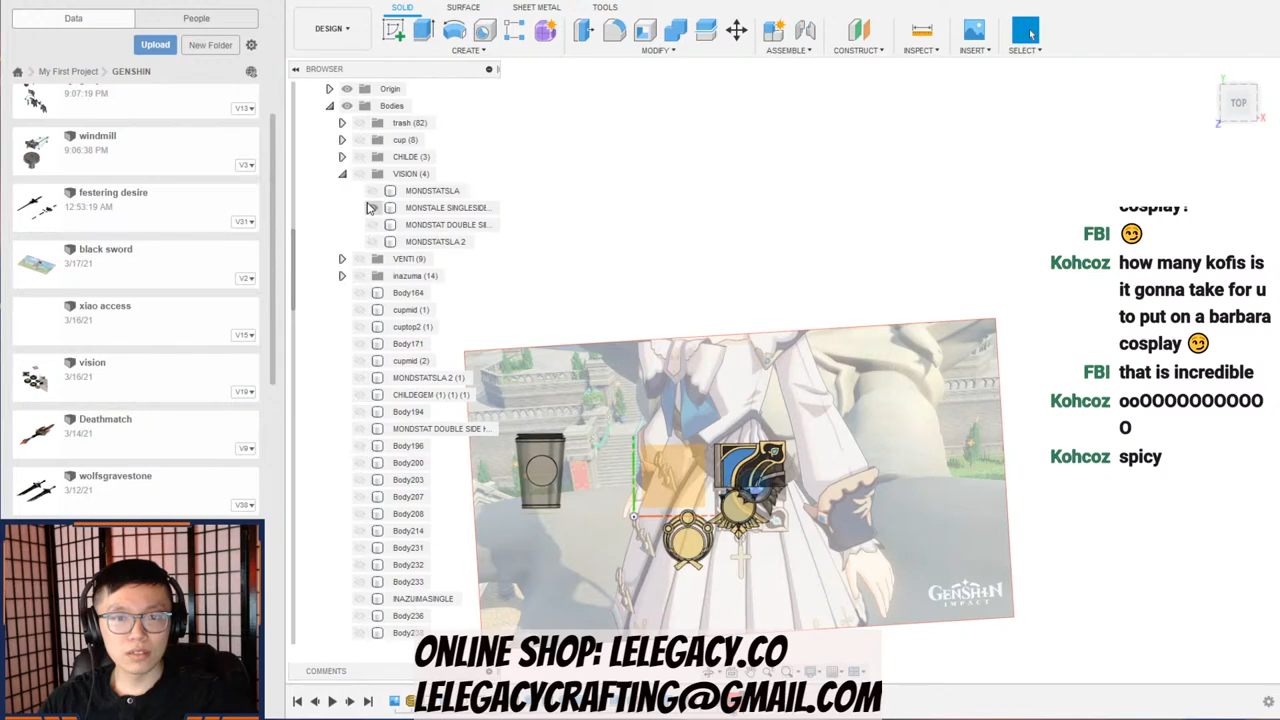 Data
People
Upload
New Folder
My First Project
GENSHIN
9:07:19 PM
V13
windmill
9:06:38 PM
V3
festering desire
12:53:19 AM
V31
black sword
3/17/21
V2
xiao access
3/16/21
V15
vision
3/16/21
V19
Deathmatch
3/14/21
V9
wolfsgravestone
3/12/21
V38
DESIGN
SOLID
SURFACE
SHEET METAL
TOOLS
CREATE
MODIFY
ASSEMBLE
CONSTRUCT
INSPECT
INSERT
SELECT
BROWSER
Origin
Bodies
trash (82)
cup (8)
CHILDE (3)
VISION (4)
MONDSTATSLA
MONSTALE SINGLESIDE...
MONDSTAT DOUBLE SI...
MONDSTATSLA 2
VENTI (9)
inazuma (14)
Body164
cupmid (1)
cuptop2 (1)
Body171
cupmid (2)
MONDSTATSLA 2 (1)
CHILDEGEM (1) (1) (1)
Body194
MONDSTAT DOUBLE SIDE H...
Body196
Body200
Body203
Body207
Body208
Body214
Body231
Body232
Body233
INAZUIMASINGLE
Body236
COMMENTS
TOP
Y
X
Z
GENSHIN
IMPACT
cosplay?
FBI 😏
Kohcoz how many kofis is
it gonna take for u
to put on a barbara
cosplay 😏
FBI that is incredible
Kohcoz ooOOOOOOOOOO
O
Kohcoz spicy
ONLINE SHOP: LELEGACY.CO
LELEGACYCRAFTING@GMAIL.COM